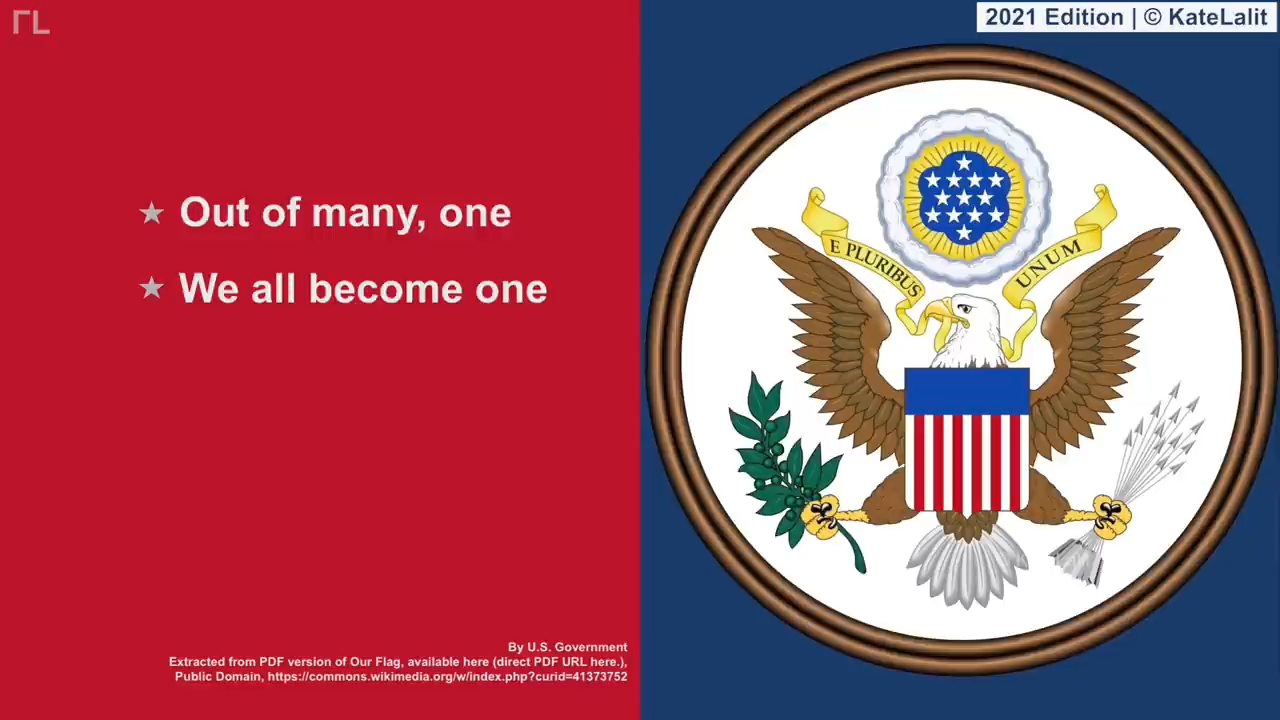 2021 Edition | © KateLalit
Out of many, one
We all become one
E PLURIBUS
UNUM
By U.S. Government
Extracted from PDF version of Our Flag, available here (direct PDF URL here.),
Public Domain, https://commons.wikimedia.org/w/index.php?curid=41373752